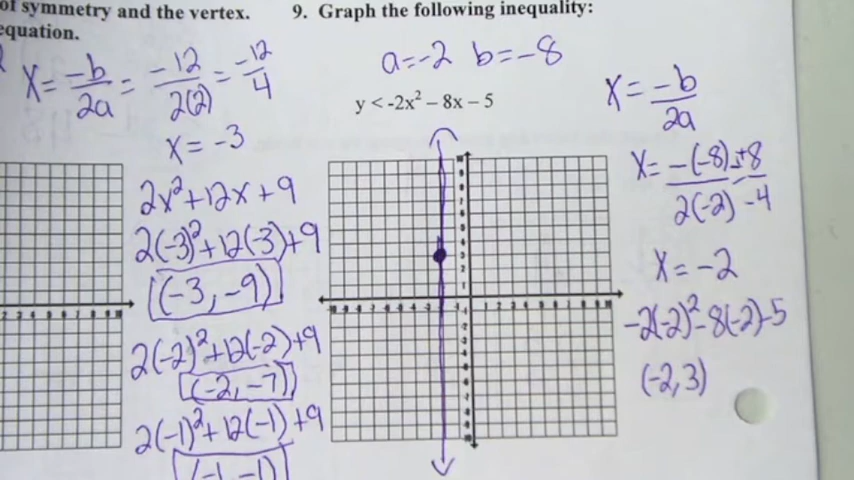 of symmetry and the vertex.
equation.
x = -b/2a = -12/2(2) = -12/4
x = -3
2x² + 12x + 9
2(-3)² + 12(-3) + 9
(-3, -9)
2(-2)² + 12(-2) + 9
(-2, -7)
2(-1)² + 12(-1) + 9
(-1, -1)
9. Graph the following inequality:
a = -2 b = -8
y < -2x² – 8x – 5
x = -b/2a
x = -(-8)/2(-2) = +8/-4
x = -2
-2(-2)² - 8(-2) - 5
(-2, 3)